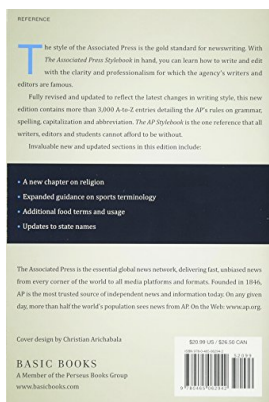 REFERENCE
The style of the Associated Press is the gold standard for newswriting. With
The Associated Press Stylebook in hand, you can learn how to write and edit
with the clarity and professionalism for which the agency's writers and
editors are famous.
Fully revised and updated to reflect the latest changes in writing style, this new
edition contains more than 3,000 A-to-Z entries detailing the AP's rules on grammar,
spelling, capitalization and abbreviation. The AP Stylebook is the one reference that all
writers, editors and students cannot afford to be without.
Invaluable new and updated sections in this edition include:
• A new chapter on religion
• Expanded guidance on sports terminology
• Additional food terms and usage
• Updates to state names
The Associated Press is the essential global news network, delivering fast, unbiased news
from every corner of the world to all media platforms and formats. Founded in 1846,
AP is the most trusted source of independent news and information today. On any given
day, more than half the world's population sees news from AP. On the Web: www.ap.org.
Cover design by Christian Arichabala
$20.99 US / $26.50 CAN
BASIC BOOKS
A Member of the Perseus Books Group
www.basicbooks.com